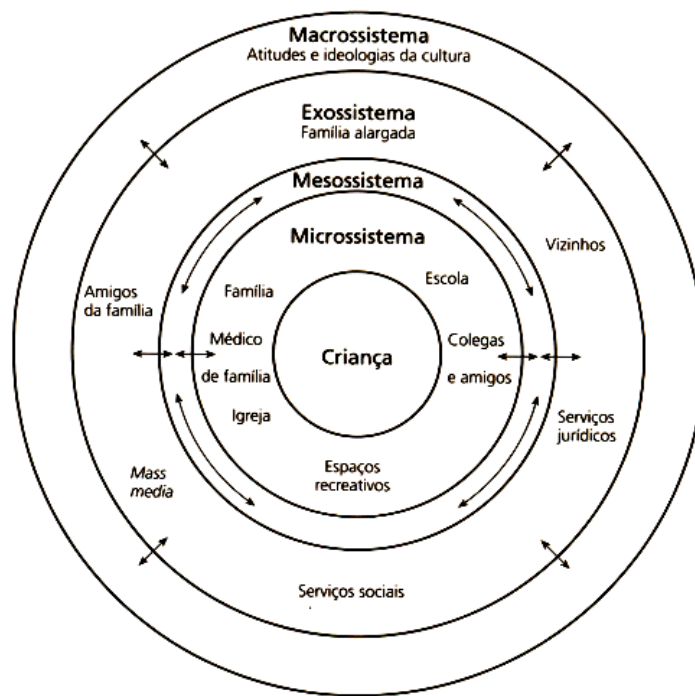 Macrossistema
Atitudes e ideologias da cultura
Exossistema
Família alargada
Mesossistema
Microssistema
Vizinhos
Escola
Família
Amigos
da família
Médico
de família
Criança
Colegas
e amigos
Igreja
Serviços
jurídicos
Espaços
recreativos
Mass
media
Serviços sociais